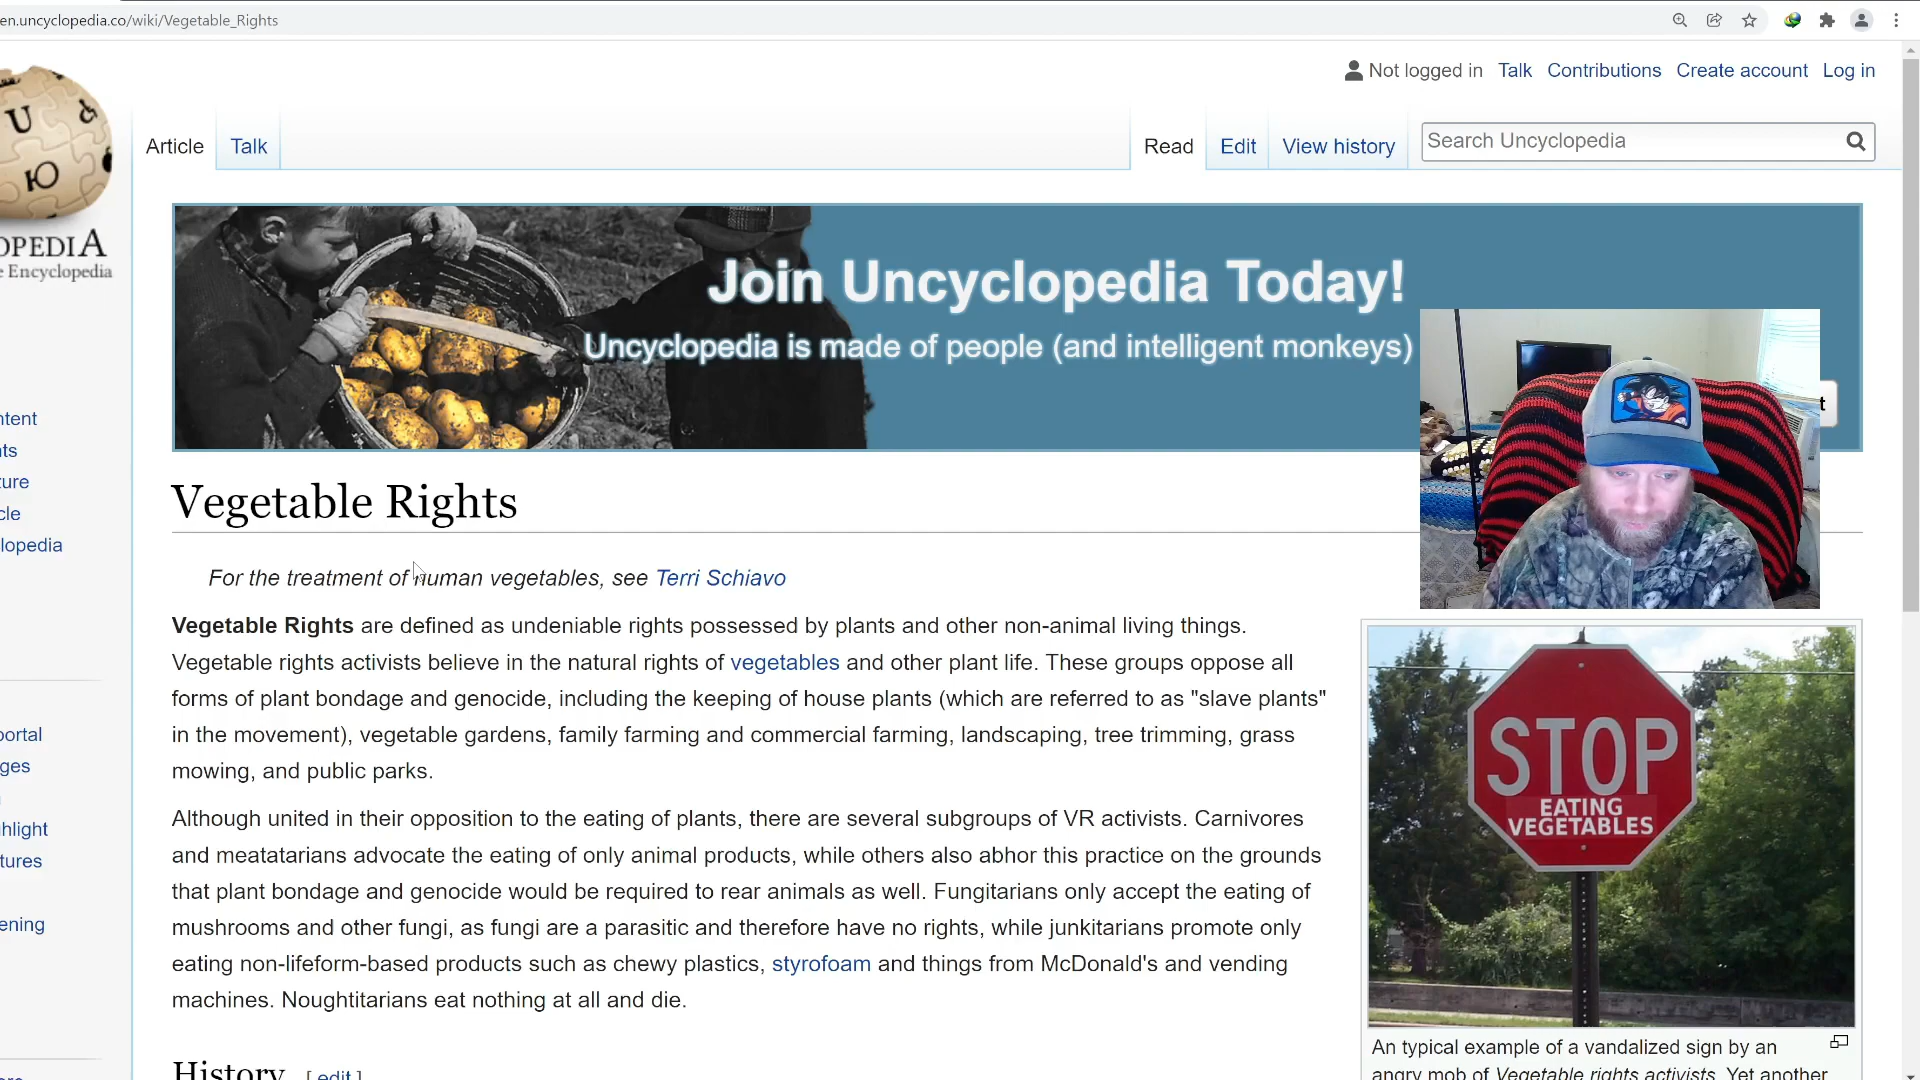 en.uncyclopedia.co/wiki/Vegetable_Rights
Not logged in Talk Contributions Create account Log in
Article Talk Read Edit View history Search Uncyclopedia
U
Ю
OPEDIA
e Encyclopedia
Join Uncyclopedia Today!
Uncyclopedia is made of people (and intelligent monkeys)
t
ntent
ts
ture
cle
lopedia
portal
ges
hlight
tures
ening
Vegetable Rights
For the treatment of human vegetables, see Terri Schiavo
Vegetable Rights are defined as undeniable rights possessed by plants and other non-animal living things.
Vegetable rights activists believe in the natural rights of vegetables and other plant life. These groups oppose all
forms of plant bondage and genocide, including the keeping of house plants (which are referred to as "slave plants"
in the movement), vegetable gardens, family farming and commercial farming, landscaping, tree trimming, grass
mowing, and public parks.
Although united in their opposition to the eating of plants, there are several subgroups of VR activists. Carnivores
and meatatarians advocate the eating of only animal products, while others also abhor this practice on the grounds
that plant bondage and genocide would be required to rear animals as well. Fungitarians only accept the eating of
mushrooms and other fungi, as fungi are a parasitic and therefore have no rights, while junkitarians promote only
eating non-lifeform-based products such as chewy plastics, styrofoam and things from McDonald's and vending
machines. Noughtitarians eat nothing at all and die.
History [ edit ]
STOP
EATING
VEGETABLES
An typical example of a vandalized sign by an
angry mob of Vegetable rights activists. Yet another